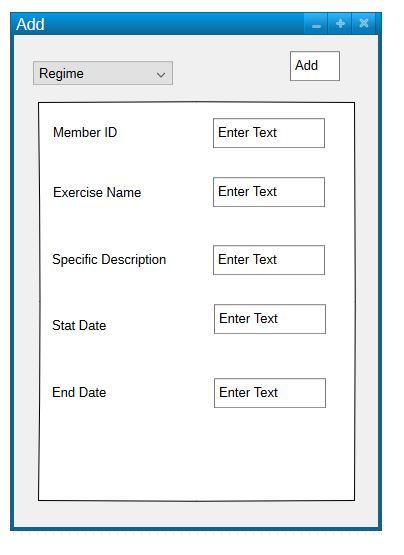 Add
Regime
Add
Member ID
Enter Text
Exercise Name
Enter Text
Specific Description
Enter Text
Stat Date
Enter Text
End Date
Enter Text